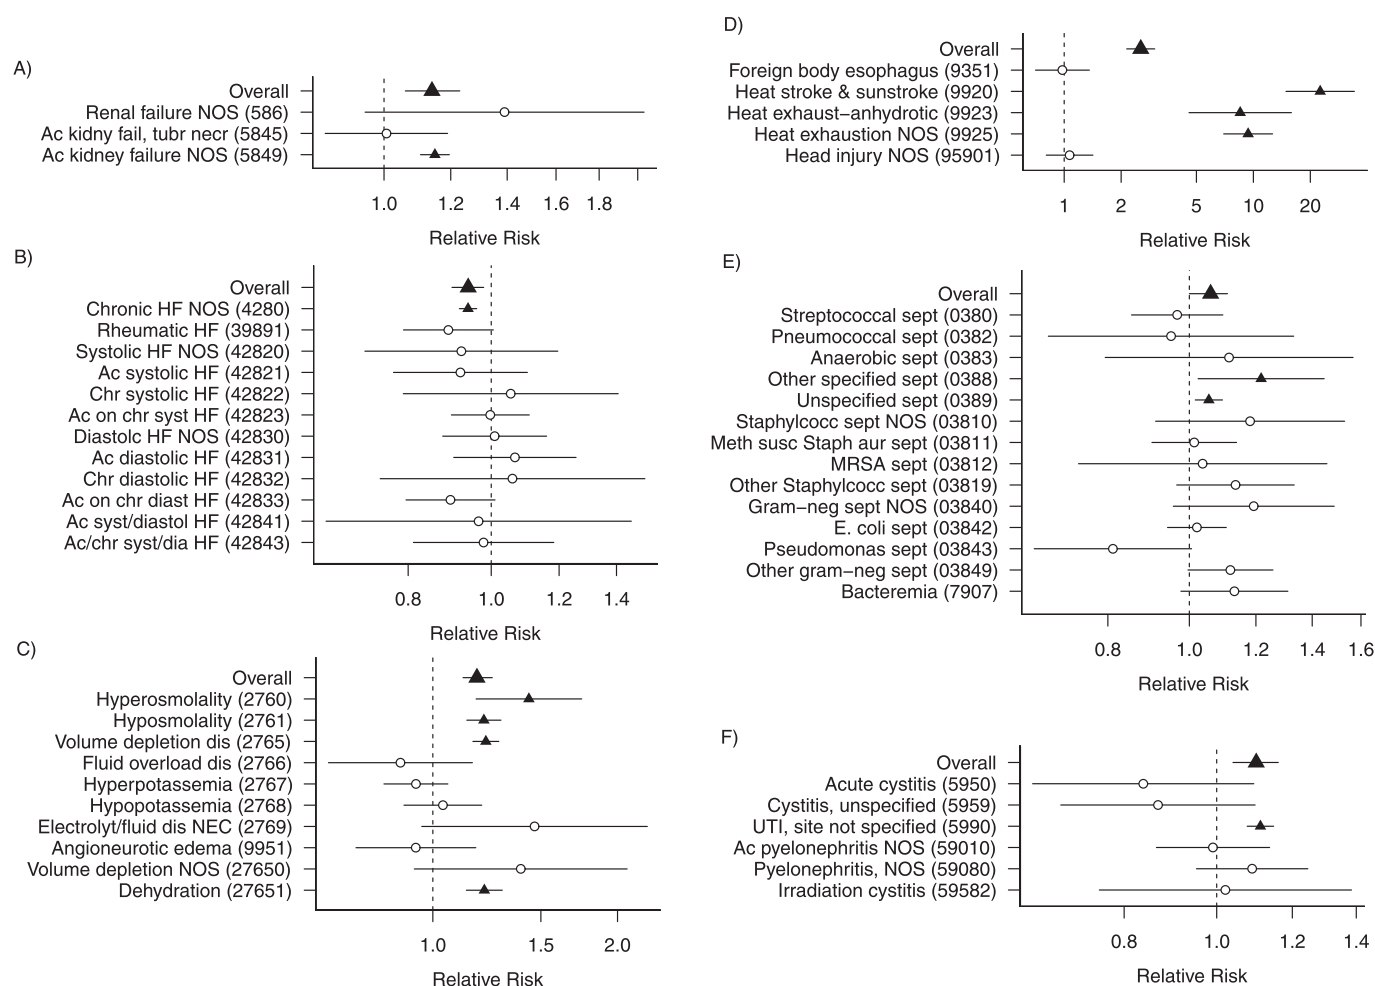 A)
Overall
Renal failure NOS (586)
Ac kidny fail, tubr necr (5845)
Ac kidney failure NOS (5849)
1.0 1.2 1.4 1.6 1.8
Relative Risk
B)
Overall
Chronic HF NOS (4280)
Rheumatic HF (39891)
Systolic HF NOS (42820)
Ac systolic HF (42821)
Chr systolic HF (42822)
Ac on chr syst HF (42823)
Diastolc HF NOS (42830)
Ac diastolic HF (42831)
Chr diastolic HF (42832)
Ac on chr diast HF (42833)
Ac syst/diastol HF (42841)
Ac/chr syst/dia HF (42843)
0.8 1.0 1.2 1.4
Relative Risk
C)
Overall
Hyperosmolality (2760)
Hyposmolality (2761)
Volume depletion dis (2765)
Fluid overload dis (2766)
Hyperpotassemia (2767)
Hypopotassemia (2768)
Electrolyt/fluid dis NEC (2769)
Angioneurotic edema (9951)
Volume depletion NOS (27650)
Dehydration (27651)
1.0 1.5 2.0
Relative Risk
D)
Overall
Foreign body esophagus (9351)
Heat stroke & sunstroke (9920)
Heat exhaust−anhydrotic (9923)
Heat exhaustion NOS (9925)
Head injury NOS (95901)
1 2 5 10 20
Relative Risk
E)
Overall
Streptococcal sept (0380)
Pneumococcal sept (0382)
Anaerobic sept (0383)
Other specified sept (0388)
Unspecified sept (0389)
Staphylcocc sept NOS (03810)
Meth susc Staph aur sept (03811)
MRSA sept (03812)
Other Staphylcocc sept (03819)
Gram−neg sept NOS (03840)
E. coli sept (03842)
Pseudomonas sept (03843)
Other gram−neg sept (03849)
Bacteremia (7907)
0.8 1.0 1.2 1.4 1.6
Relative Risk
F)
Overall
Acute cystitis (5950)
Cystitis, unspecified (5959)
UTI, site not specified (5990)
Ac pyelonephritis NOS (59010)
Pyelonephritis, NOS (59080)
Irradiation cystitis (59582)
0.8 1.0 1.2 1.4
Relative Risk